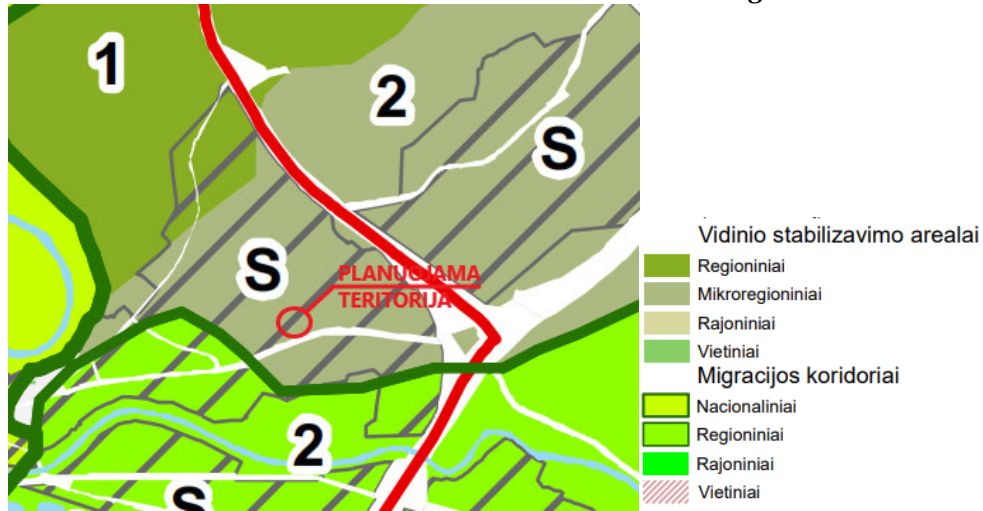 1
2
S
S
PLANUOJAMA
TERITORIJA
2
S
Vidinio stabilizavimo arealai
Regioniniai
Mikroregioniniai
Rajoniniai
Vietiniai
Migracijos koridoriai
Nacionaliniai
Regioniniai
Rajoniniai
Vietiniai